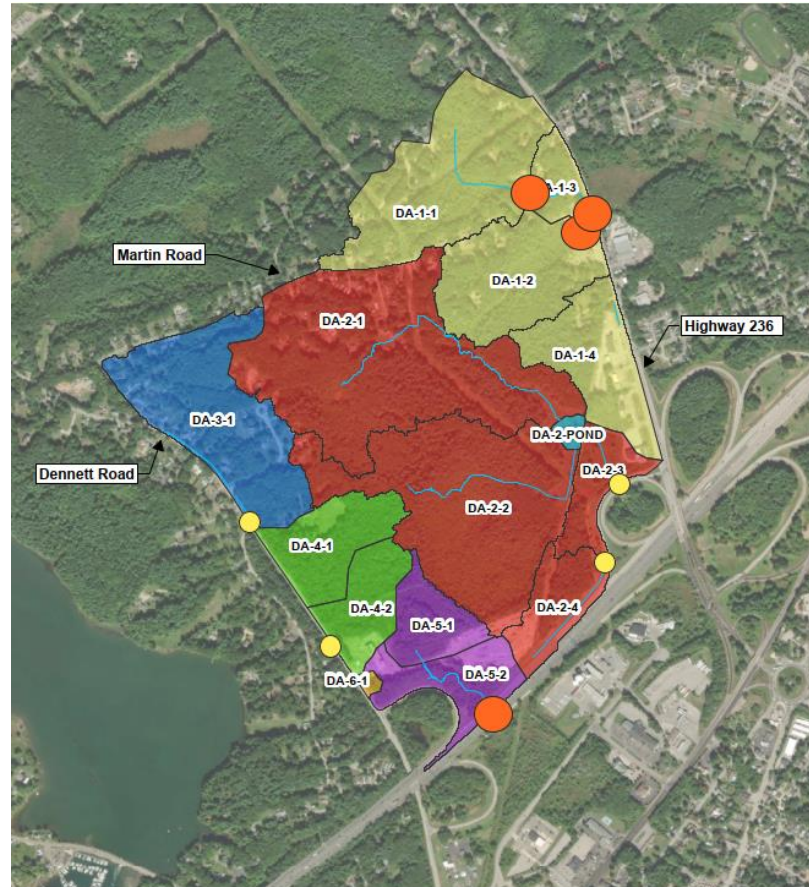 DA-1-3
DA-1-1
Martin Road
DA-1-2
DA-2-1
Highway 236
DA-1-4
DA-3-1
DA-2-POND
Dennett Road
DA-2-3
DA-2-2
DA-4-1
DA-4-2
DA-2-4
DA-5-1
DA-6-1
DA-5-2